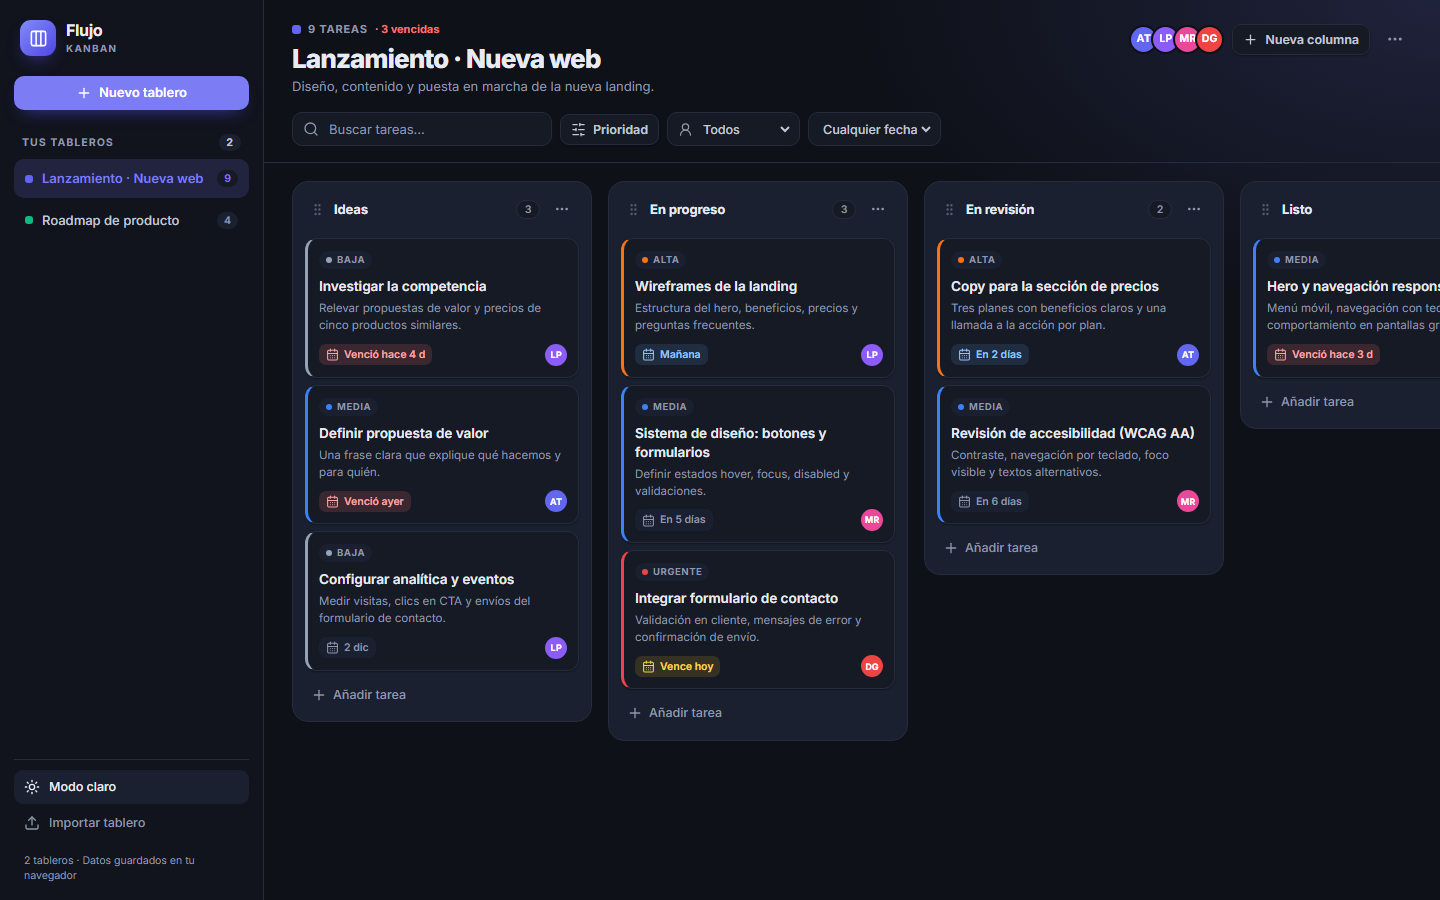 Flujo
KANBAN
Nuevo tablero
TUS TABLEROS
2
Lanzamiento · Nueva web
9
Roadmap de producto
4
Modo claro
Importar tablero
2 tableros · Datos guardados en tu
navegador
9 TAREAS · 3 vencidas
Lanzamiento · Nueva web
Diseño, contenido y puesta en marcha de la nueva landing.
AT LP MR DG
Nueva columna
Buscar tareas...
Prioridad
Todos
Cualquier fecha
Ideas
3
BAJA
Investigar la competencia
Relevar propuestas de valor y precios de
cinco productos similares.
Venció hace 4 d
LP
MEDIA
Definir propuesta de valor
Una frase clara que explique qué hacemos y
para quién.
Venció ayer
AT
BAJA
Configurar analítica y eventos
Medir visitas, clics en CTA y envíos del
formulario de contacto.
2 dic
LP
Añadir tarea
En progreso
3
ALTA
Wireframes de la landing
Estructura del hero, beneficios, precios y
preguntas frecuentes.
Mañana
LP
MEDIA
Sistema de diseño: botones y
formularios
Definir estados hover, focus, disabled y
validaciones.
En 5 días
MR
URGENTE
Integrar formulario de contacto
Validación en cliente, mensajes de error y
confirmación de envío.
Vence hoy
DG
Añadir tarea
En revisión
2
ALTA
Copy para la sección de precios
Tres planes con beneficios claros y una
llamada a la acción por plan.
En 2 días
AT
MEDIA
Revisión de accesibilidad (WCAG AA)
Contraste, navegación por teclado, foco
visible y textos alternativos.
En 6 días
MR
Añadir tarea
Listo
MEDIA
Hero y navegación respons
Menú móvil, navegación con tec
comportamiento en pantallas gr
Venció hace 3 d
Añadir tarea